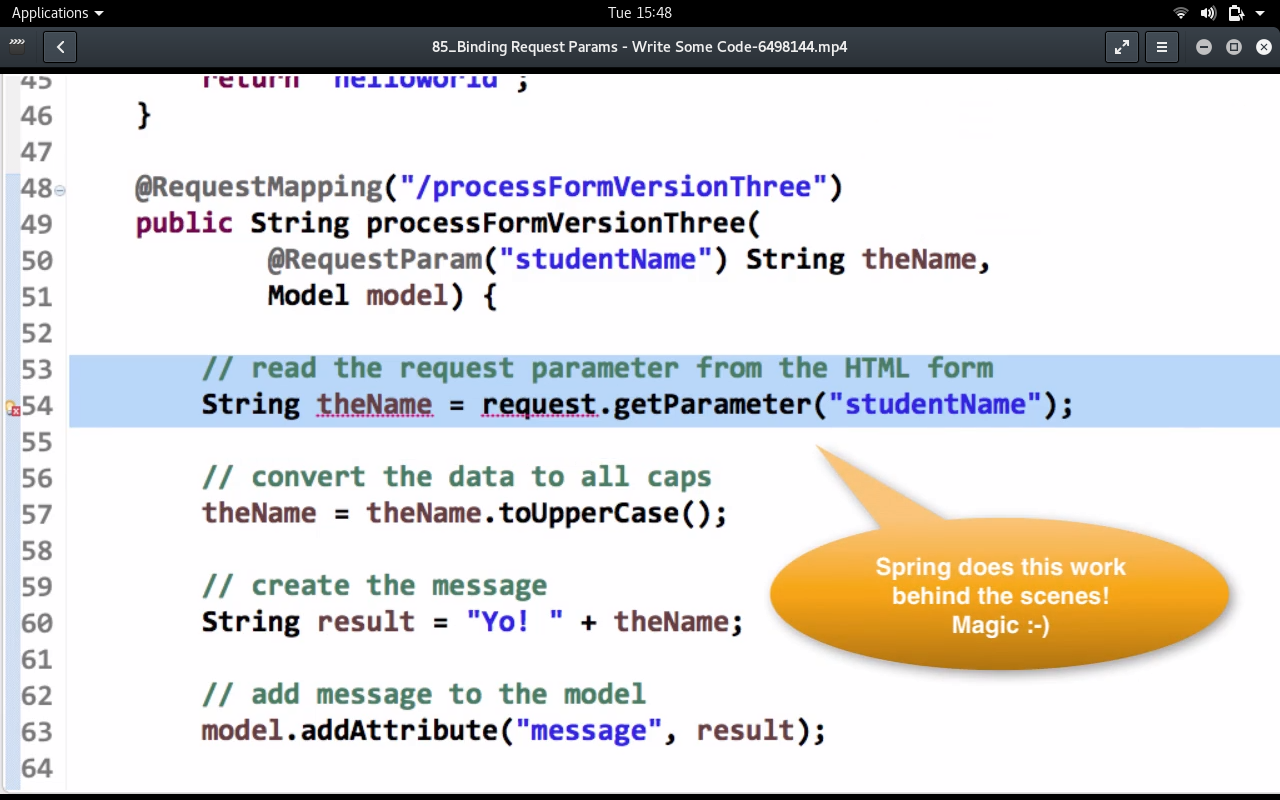 Applications
Tue 15:48
85_Binding Request Params - Write Some Code-6498144.mp4
45 return "helloworld";
46 }
47
48 @RequestMapping("/processFormVersionThree")
49 public String processFormVersionThree(
50 @RequestParam("studentName") String theName,
51 Model model) {
52
53 // read the request parameter from the HTML form
54 String theName = request.getParameter("studentName");
55
56 // convert the data to all caps
57 theName = theName.toUpperCase();
58
59 // create the message
60 String result = "Yo! " + theName;
61
62 // add message to the model
63 model.addAttribute("message", result);
64
Spring does this work
behind the scenes!
Magic :-)